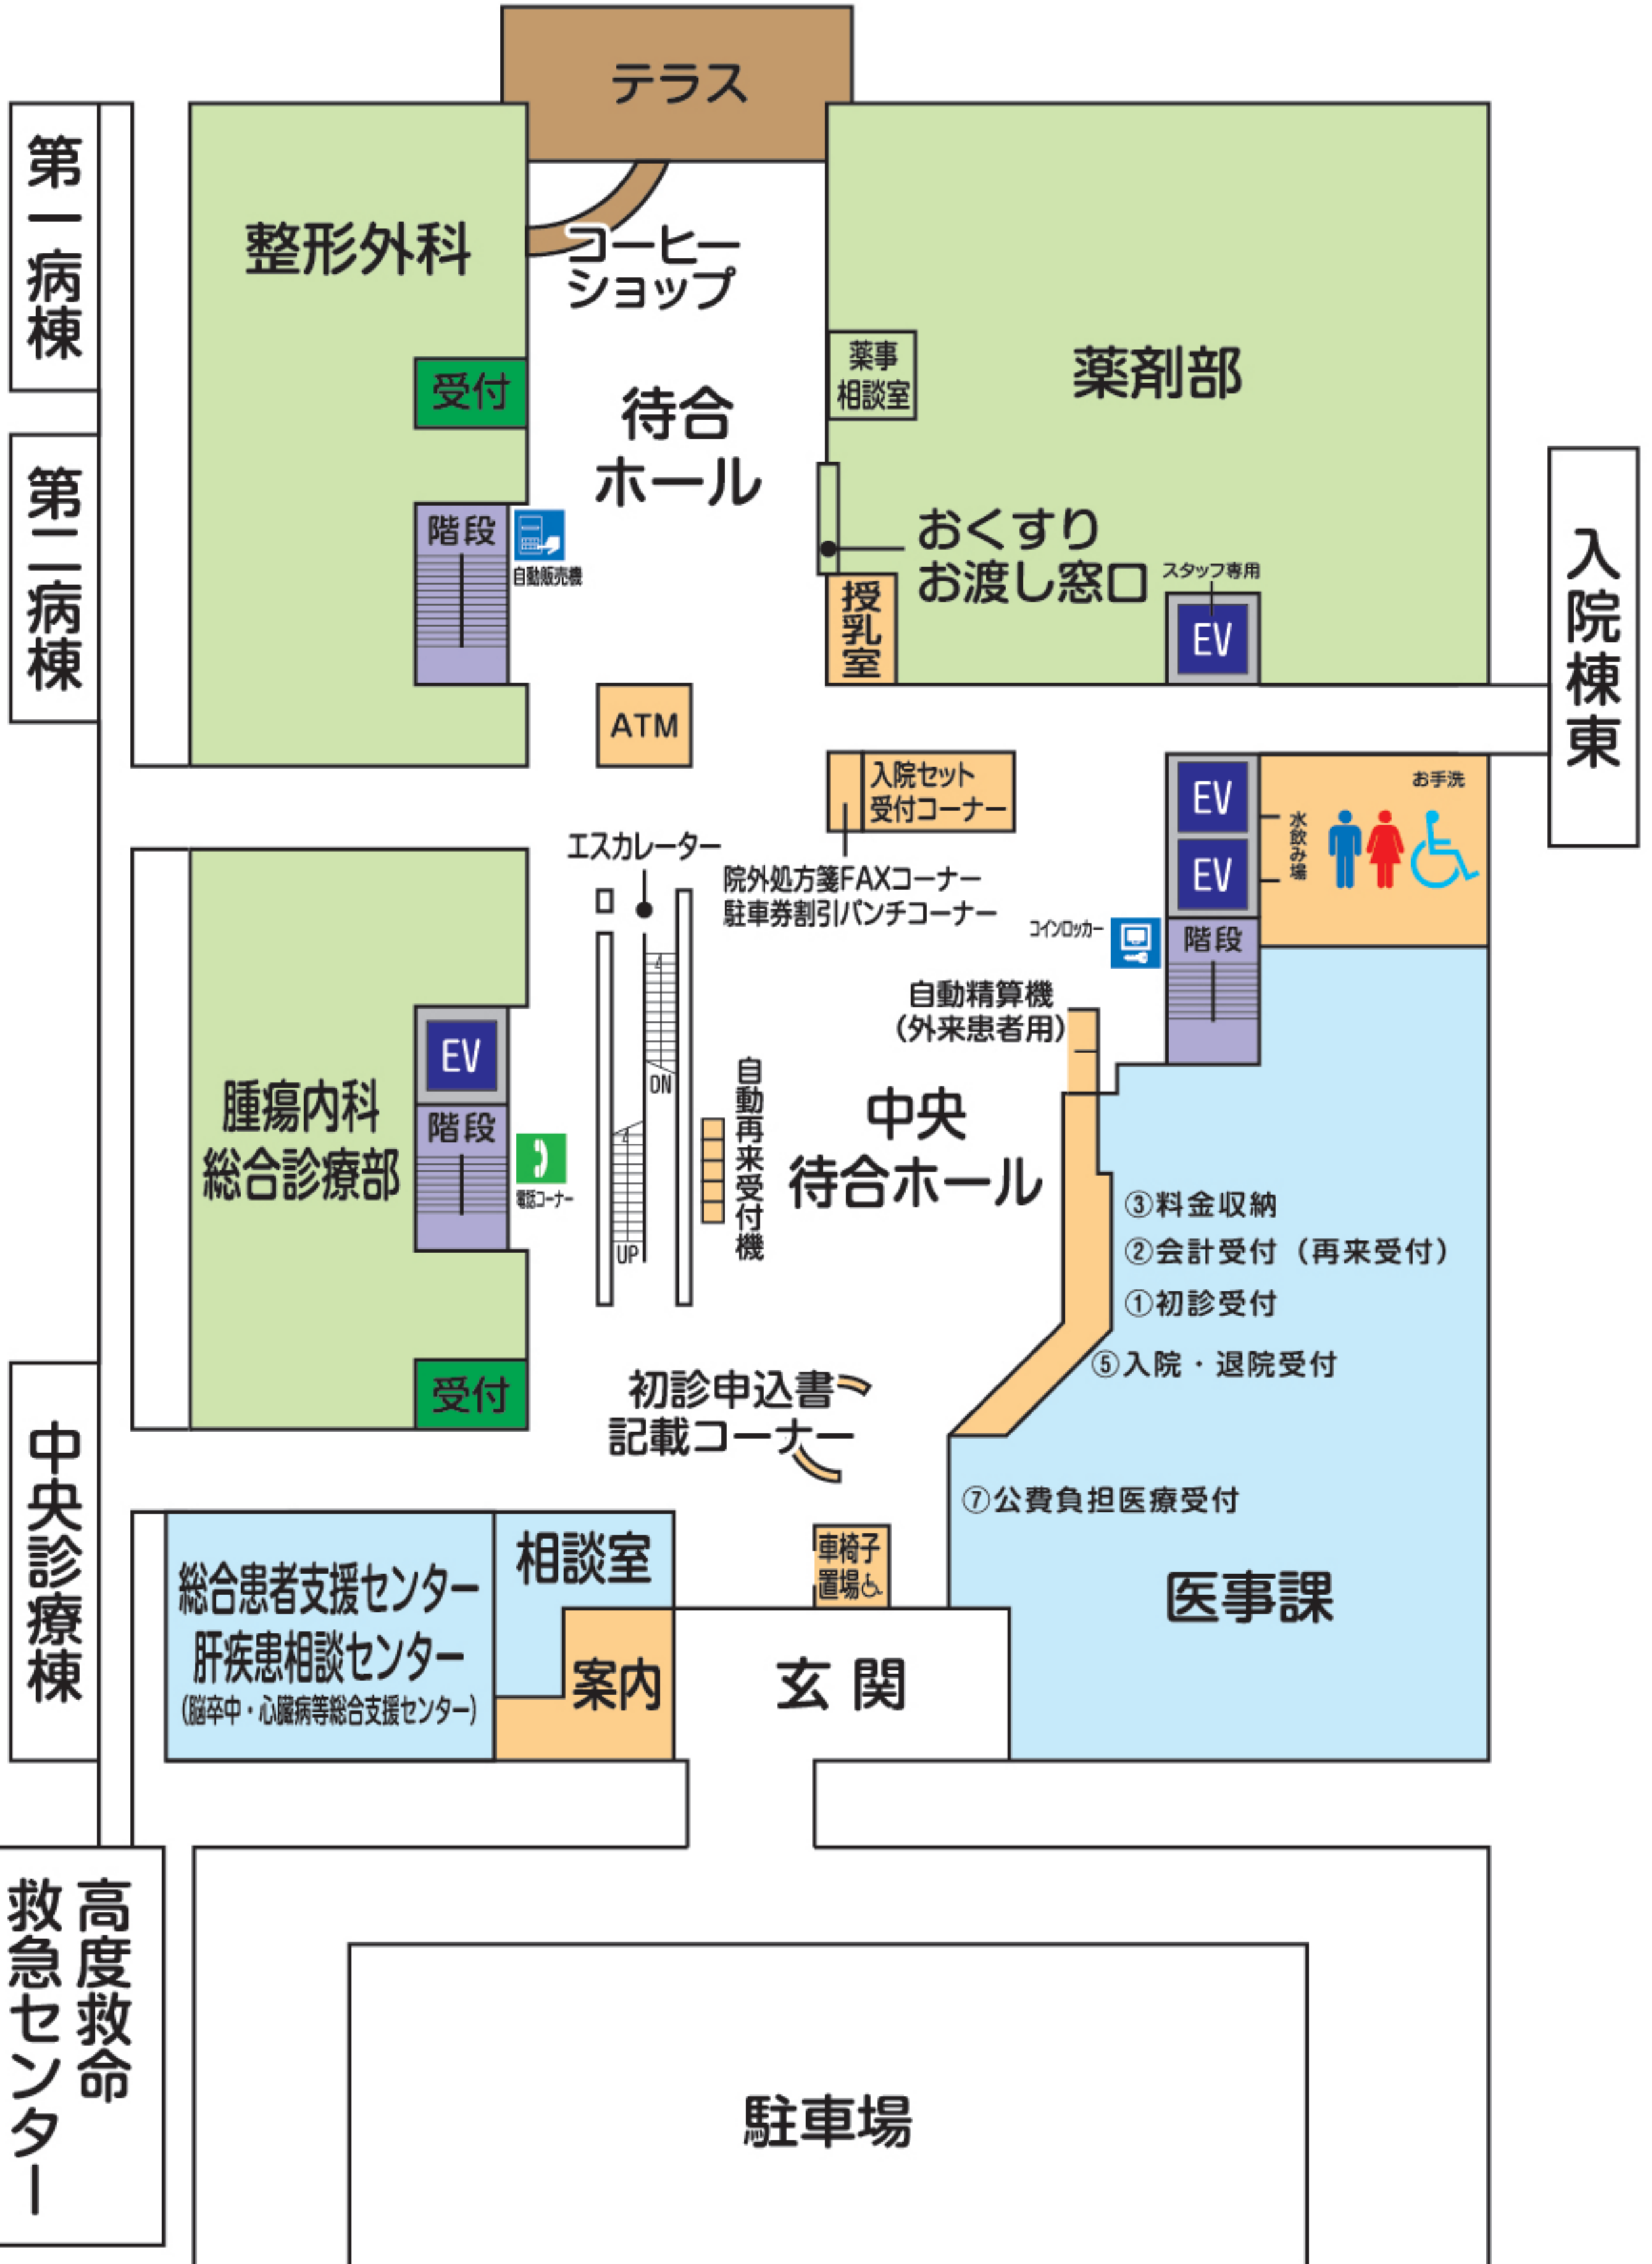 テラス
第一病棟
整形外科
コーヒー
ショップ
薬事
相談室
薬剤部
受付
待合
ホール
第二病棟
階段
自動販売機
おくすり
お渡し窓口
スタッフ専用
EV
授乳室
入院棟東
ATM
入院セット
受付コーナー
EV
EV
お手洗
水飲み場
エスカレーター
院外処方箋FAXコーナー
駐車券割引パンチコーナー
コインロッカー
階段
自動精算機
(外来患者用)
EV
DN
自動再来受付機
腫瘍内科
総合診療部
階段
電話コーナー
UP
中央
待合ホール
③料金収納
②会計受付(再来受付)
①初診受付
⑤入院・退院受付
受付
初診申込書
記載コーナー
中央診療棟
⑦公費負担医療受付
総合患者支援センター
肝疾患相談センター
(脳卒中・心臓病等総合支援センター)
相談室
車椅子
置場
案内
玄関
医事課
高度救命
救急センター
駐車場